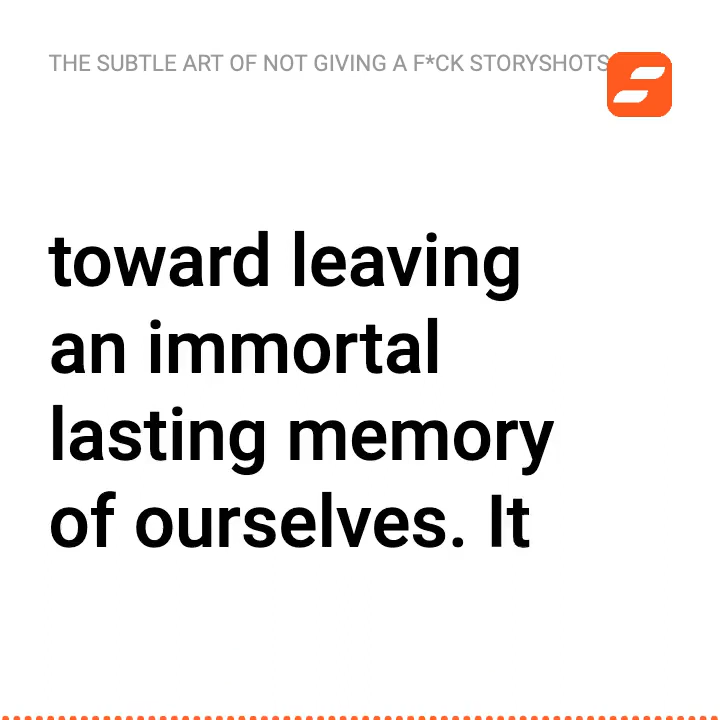 THE SUBTLE ART OF NOT GIVING A F*CK STORYSHOTS
toward leaving
an immortal
lasting memory
of ourselves. It